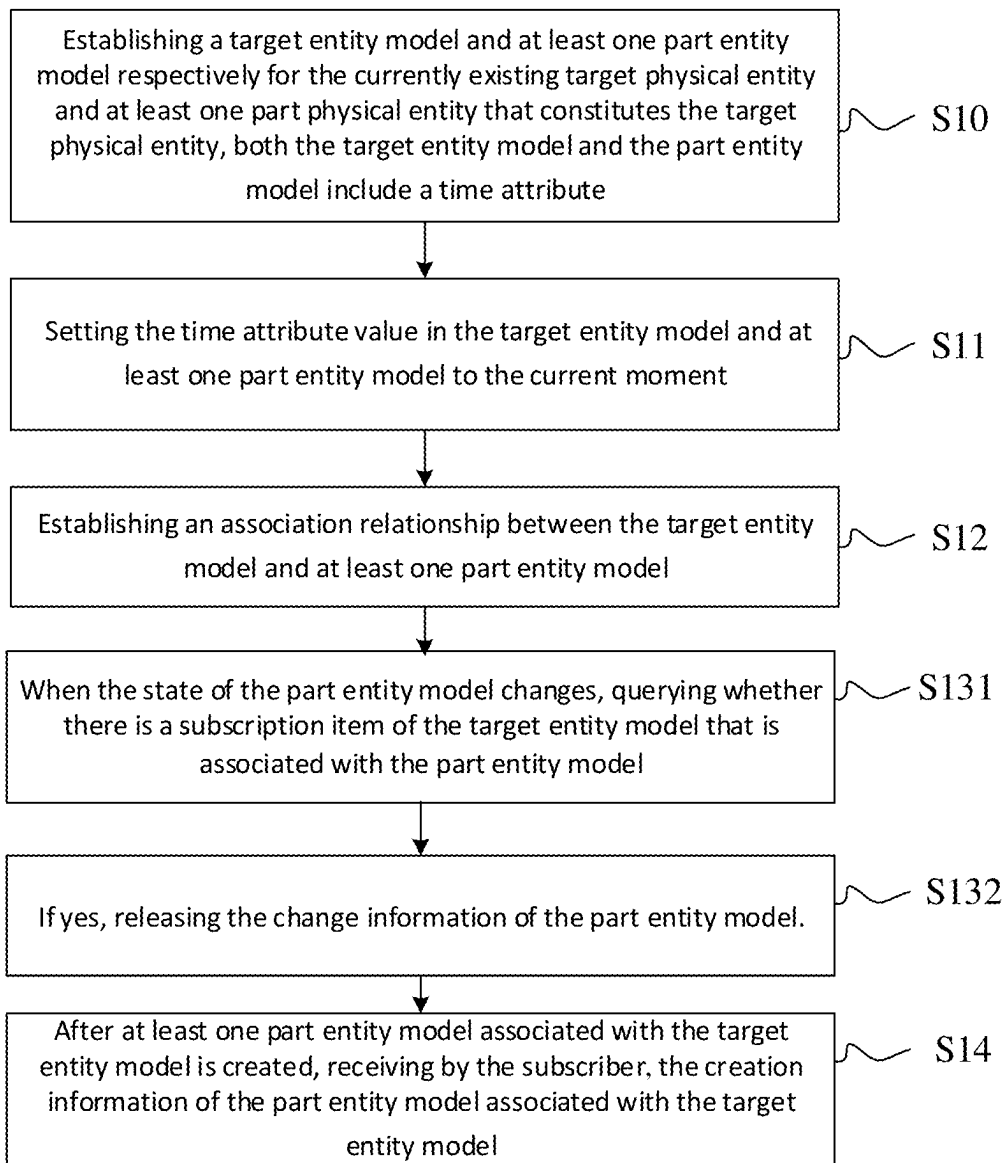 Establishing a target entity model and at least one part entity
model respectively for the currently existing target physical entity
and at least one part physical entity that constitutes the target
physical entity, both the target entity model and the part entity
model include a time attribute
S10
Setting the time attribute value in the target entity model and at
least one part entity model to the current moment
S11
Establishing an association relationship between the target entity
model and at least one part entity model
S12
When the state of the part entity model changes, querying whether
there is a subscription item of the target entity model that is
associated with the part entity model
S131
If yes, releasing the change information of the part entity model.
S132
After at least one part entity model associated with the target
entity model is created, receiving by the subscriber, the creation
information of the part entity model associated with the target
entity model
S14